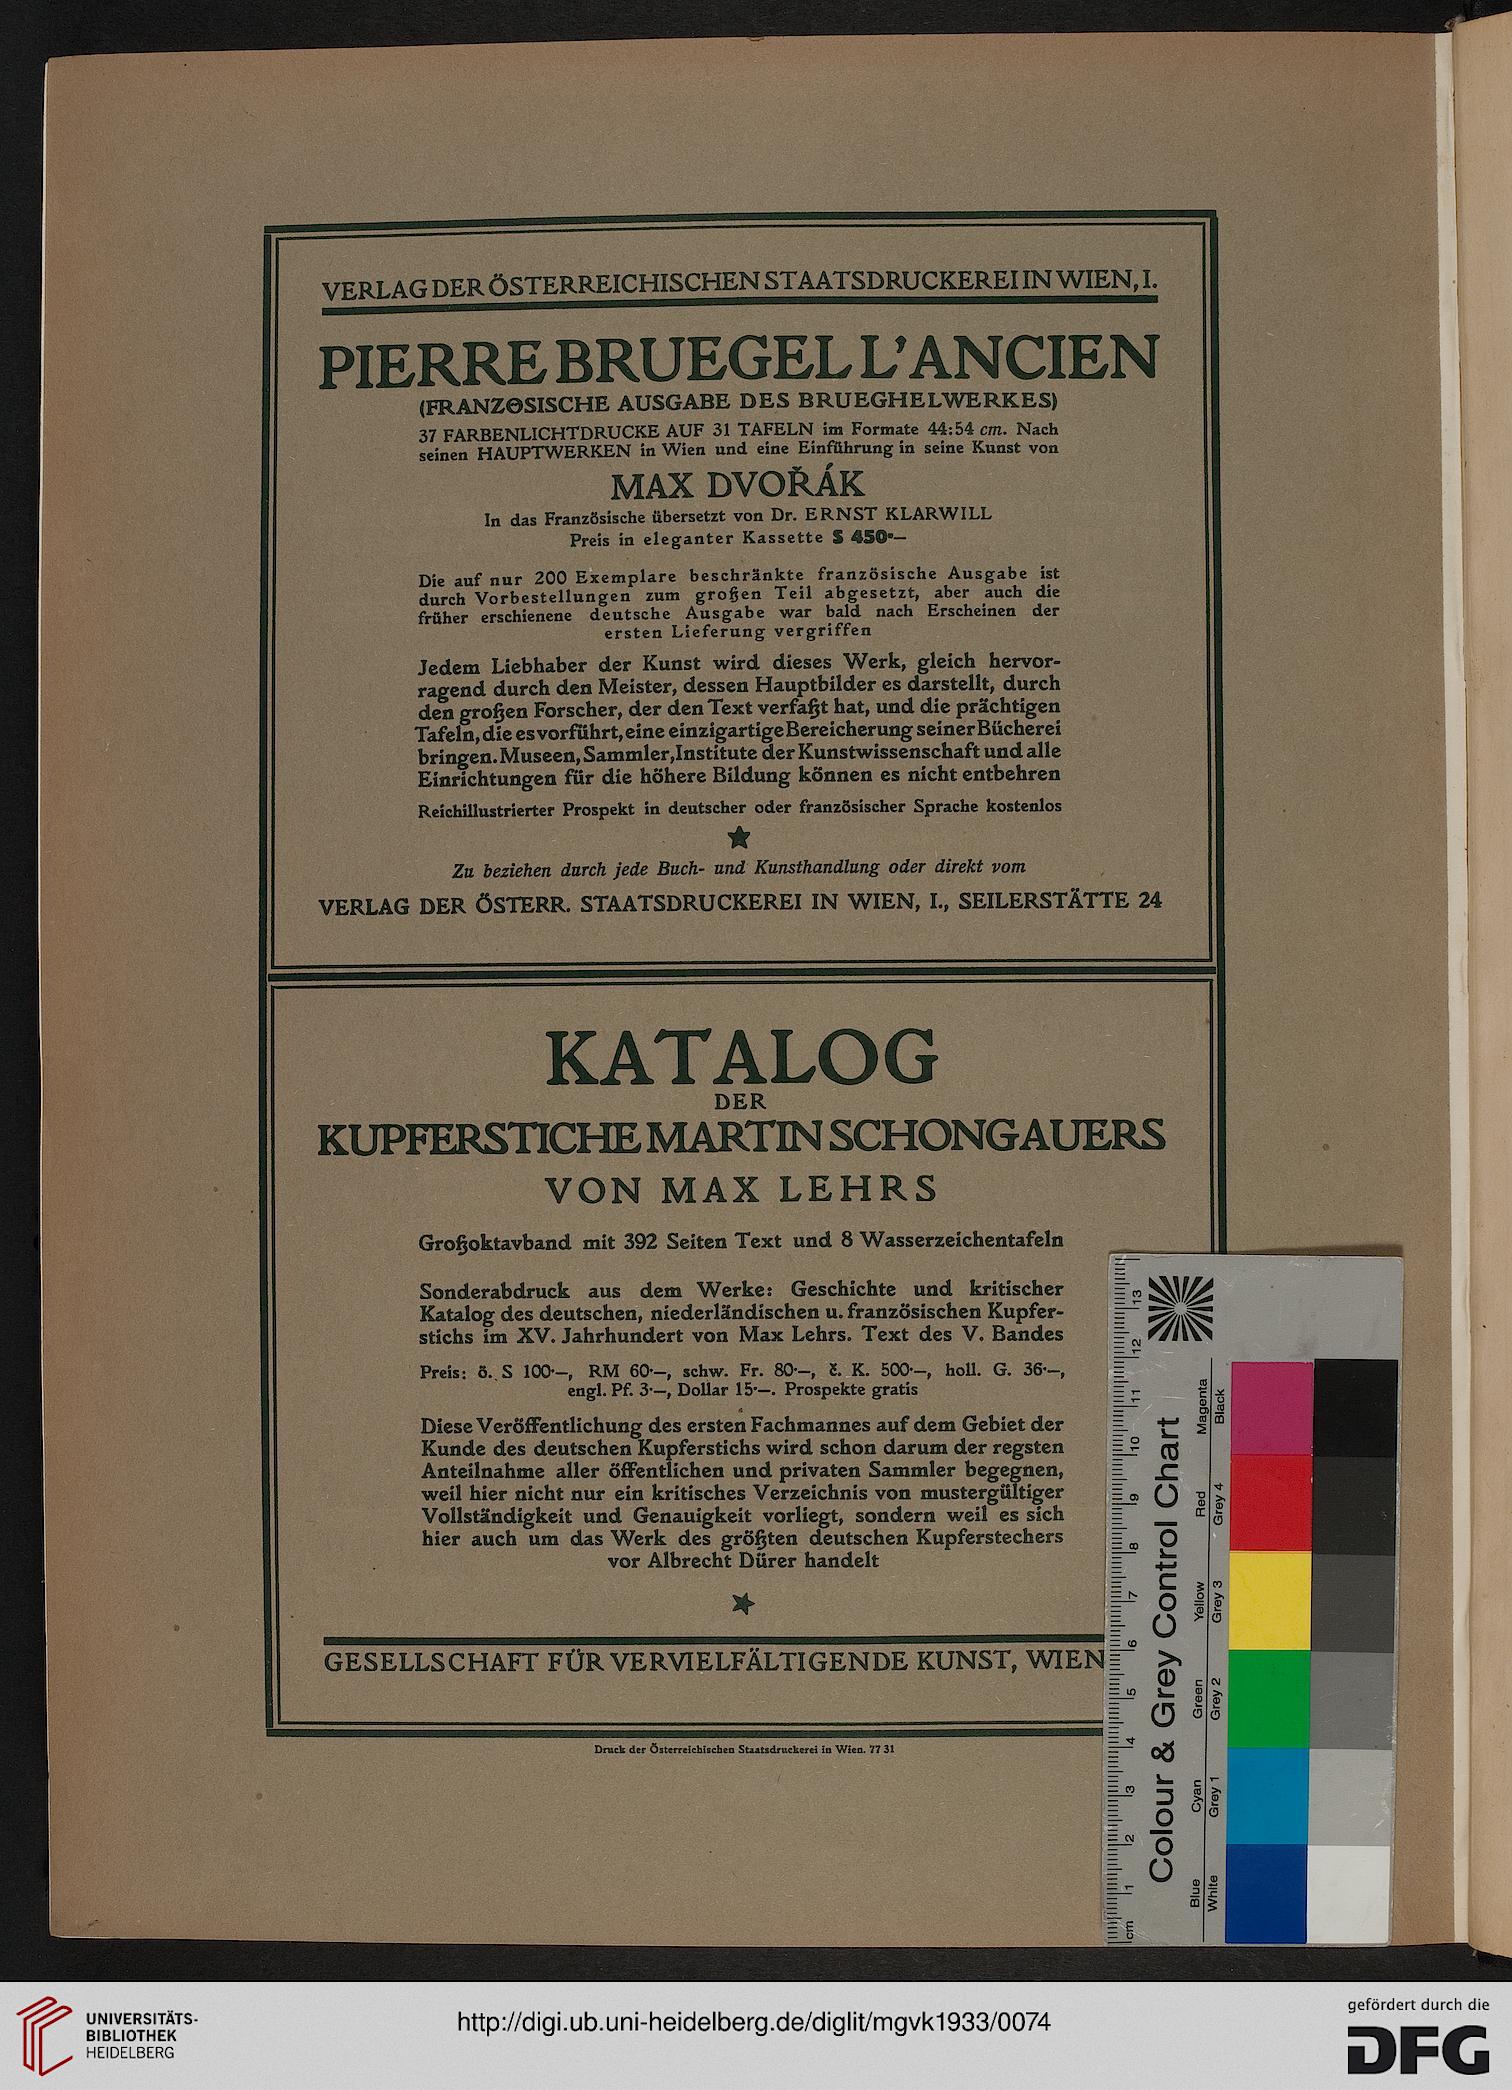 VERLAG DER ÖSTERREICHISCHEN STAATSDRUCKEREI IN WIEN, I.
PIERRE BRUEGEL L'ANCIEN
(FRANZÖSISCHE AUSGABE DES BRUEGHELWERKES)
37 FARBENLICHTDRUCKE AUF 31 TAFELN im Formate 44:54 cm. Nach
seinen HAUPTWERKEN in Wien und eine Einführung in seine Kunst von
MAX DVOŘÁK
In das Französische übersetzt von Dr. ERNST KLARWILL
Preis in eleganter Kassette S 450·—
Die auf nur 200 Exemplare beschränkte französische Ausgabe ist
durch Vorbestellungen zum großen Teil abgesetzt, aber auch die
früher erschienene deutsche Ausgabe war bald nach Erscheinen der
ersten Lieferung vergriffen
Jedem Liebhaber der Kunst wird dieses Werk, gleich hervor-
ragend durch den Meister, dessen Hauptbilder es darstellt, durch
den großen Forscher, der den Text verfaßt hat, und die prächtigen
Tafeln, die es vorführt, eine einzigartige Bereicherung seiner Bücherei
bringen. Museen, Sammler, Institute der Kunstwissenschaft und alle
Einrichtungen für die höhere Bildung können es nicht entbehren
Reichillustrierter Prospekt in deutscher oder französischer Sprache kostenlos
Zu beziehen durch jede Buch- und Kunsthandlung oder direkt vom
VERLAG DER ÖSTERR. STAATSDRUCKEREI IN WIEN, I., SEILERSTÄTTE 24
KATALOG
DER
KUPFERSTICHE MARTIN SCHONGAUERS
VON MAX LEHRS
Großoktavband mit 392 Seiten Text und 8 Wasserzeichentafeln
Sonderabdruck aus dem Werke: Geschichte und kritischer
Katalog des deutschen, niederländischen u. französischen Kupfer-
stichs im XV. Jahrhundert von Max Lehrs. Text des V. Bandes
Preis: ö. S 100·—, RM 60·—, schw. Fr. 80·—, č. K. 500·—, holl. G. 36·—,
engl. Pf. 3·—, Dollar 15·—. Prospekte gratis
Diese Veröffentlichung des ersten Fachmannes auf dem Gebiet der
Kunde des deutschen Kupferstichs wird schon darum der regsten
Anteilnahme aller öffentlichen und privaten Sammler begegnen,
weil hier nicht nur ein kritisches Verzeichnis von mustergültiger
Vollständigkeit und Genauigkeit vorliegt, sondern weil es sich
hier auch um das Werk des größten deutschen Kupferstechers
vor Albrecht Dürer handelt
GESELLSCHAFT FÜR VERVIELFÄLTIGENDE KUNST, WIEN
Druck der Österreichischen Staatsdruckerei in Wien. 77 31
Colour & Grey Control Chart
Blue Cyan Green Yellow Red Magenta
White Grey 1 Grey 2 Grey 3 Grey 4 Black
cm 1 2 3 4 5 6 7 8 9 10 11 12 13
UNIVERSITÄTS-
BIBLIOTHEK
HEIDELBERG
http://digi.ub.uni-heidelberg.de/diglit/mgvk1933/0074
gefördert durch die
DFG